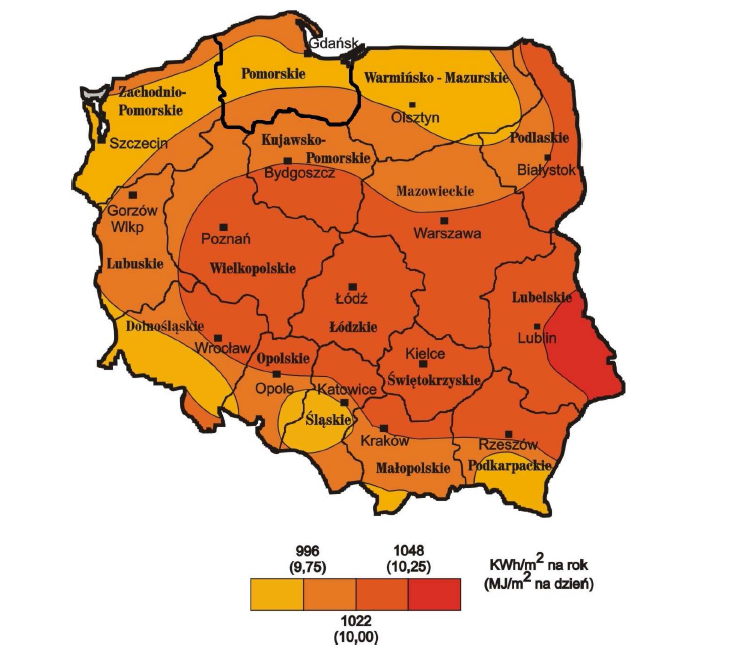 Gdańsk
Pomorskie
Warmińsko - Mazurskie
Zachodnio-
Pomorskie
Olsztyn
Szczecin
Kujawsko-
Pomorskie
Podlaskie
Bydgoszcz
Białystok
Mazowieckie
Gorzów
Wlkp
Poznań
Warszawa
Lubuskie
Wielkopolskie
Łódź
Lubelskie
Łódzkie
Dolnośląskie
Lublin
Wrocław
Opolskie
Kielce
Świętokrzyskie
Opole
Katowice
Śląskie
Kraków
Rzeszów
Małopolskie
Podkarpackie
996
(9,75)
1048
(10,25)
KWh/m² na rok
(MJ/m² na dzień)
1022
(10,00)